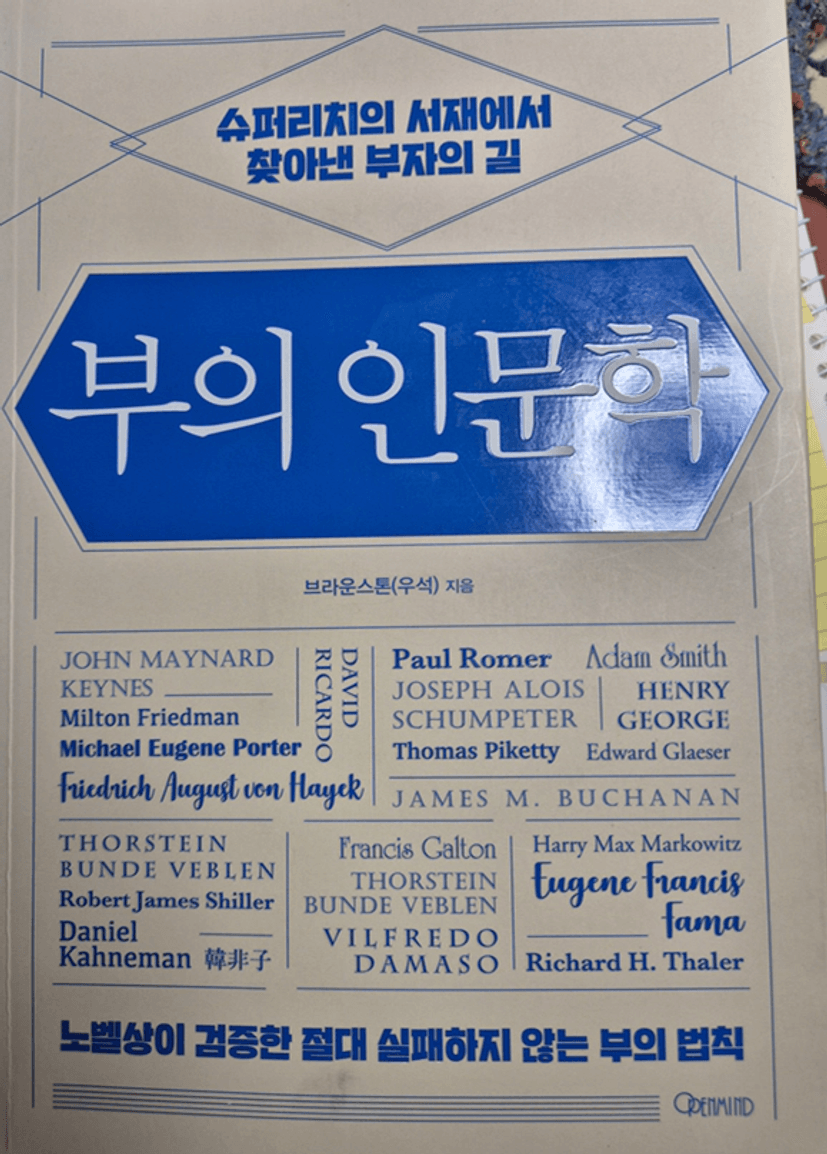 슈퍼리치의 서재에서
찾아낸 부자의 길
부의 인문학
브라운스톤(우석) 지음
JOHN MAYNARD
KEYNES
Milton Friedman
Michael Eugene Porter
Friedrich August von Hayek
DAVID
RICARDO
Paul Romer
Adam Smith
JOSEPH ALOIS
SCHUMPETER
HENRY
GEORGE
Thomas Piketty
Edward Glaeser
JAMES M. BUCHANAN
THORSTEIN
BUNDE VEBLEN
Robert James Shiller
Daniel
Kahneman 韓非子
Francis Galton
THORSTEIN
BUNDE VEBLEN
VILFREDO
DAMASO
Harry Max Markowitz
Eugene Francis
Fama
Richard H. Thaler
노벨상이 검증한 절대 실패하지 않는 부의 법칙
OPENMIND